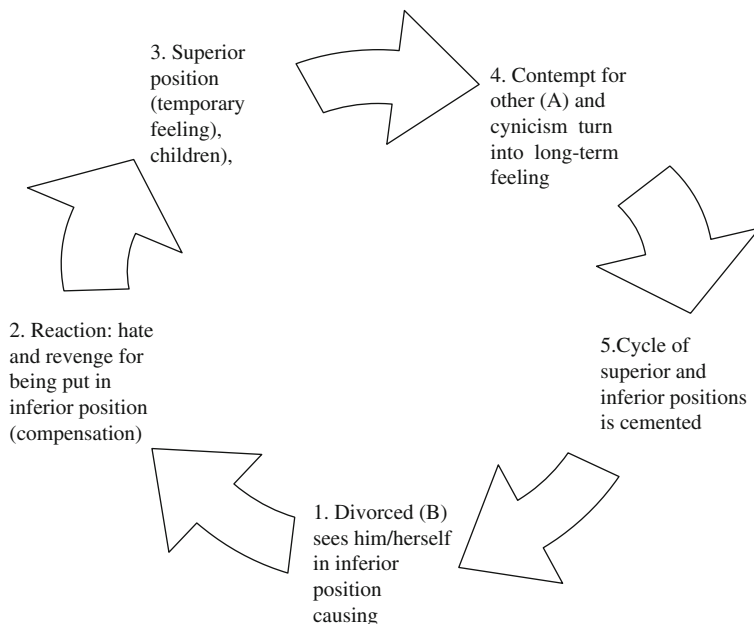 3. Superior
position
(temporary
feeling),
children),
4. Contempt for
other (A) and
cynicism turn
into long-term
feeling
5.Cycle of
superior and
inferior positions
is cemented
1. Divorced (B)
sees him/herself
in inferior
position
causing
2. Reaction: hate
and revenge for
being put in
inferior position
(compensation)